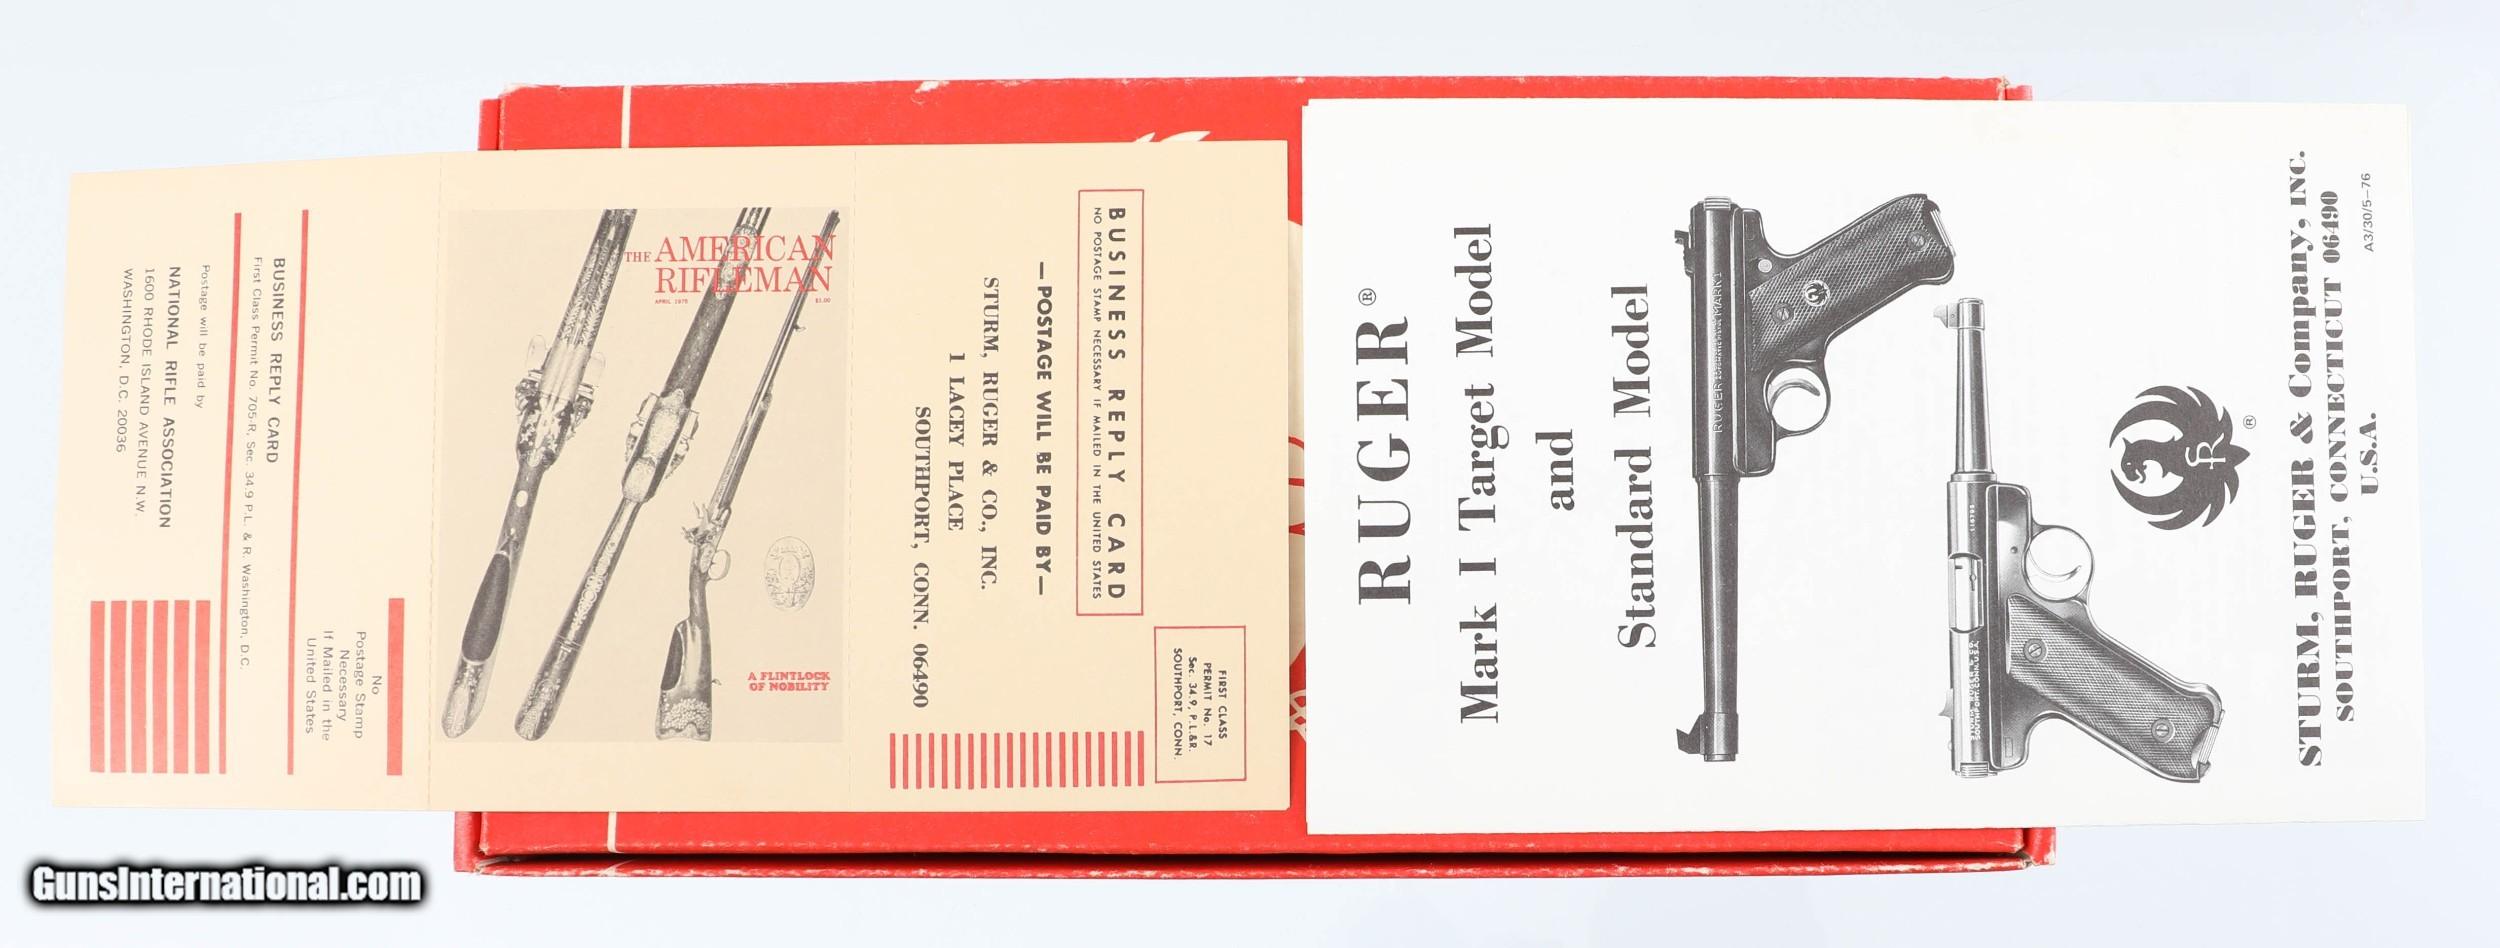 BUSINESS REPLY CARD
First Class Permit No. 705-R, Sec. 34.9 P.L. & R. Washington, D.C.
Postage will be paid by
NATIONAL RIFLE ASSOCIATION
1600 RHODE ISLAND AVENUE N.W.
WASHINGTON, D.C. 20036
No
Postage Stamp
Necessary
If Mailed in the
United States
THE AMERICAN
RIFLEMAN
APRIL 1975 $1.00
A FLINTLOCK
OF NOBILITY
FIRST CLASS
PERMIT No. 17
Sec 34.9, P.L.&R.
SOUTHPORT, CONN.
BUSINESS REPLY CARD
NO POSTAGE STAMP NECESSARY IF MAILED IN THE UNITED STATES
—POSTAGE WILL BE PAID BY—
STURM, RUGER & CO., INC.
1 LACEY PLACE
SOUTHPORT, CONN. 06490
RUGER®
Mark I Target Model
and
Standard Model
®
STURM, RUGER & Company, INC.
SOUTHPORT, CONNECTICUT 06490
U.S.A.
A3/30/5-76
GunsInternational.com